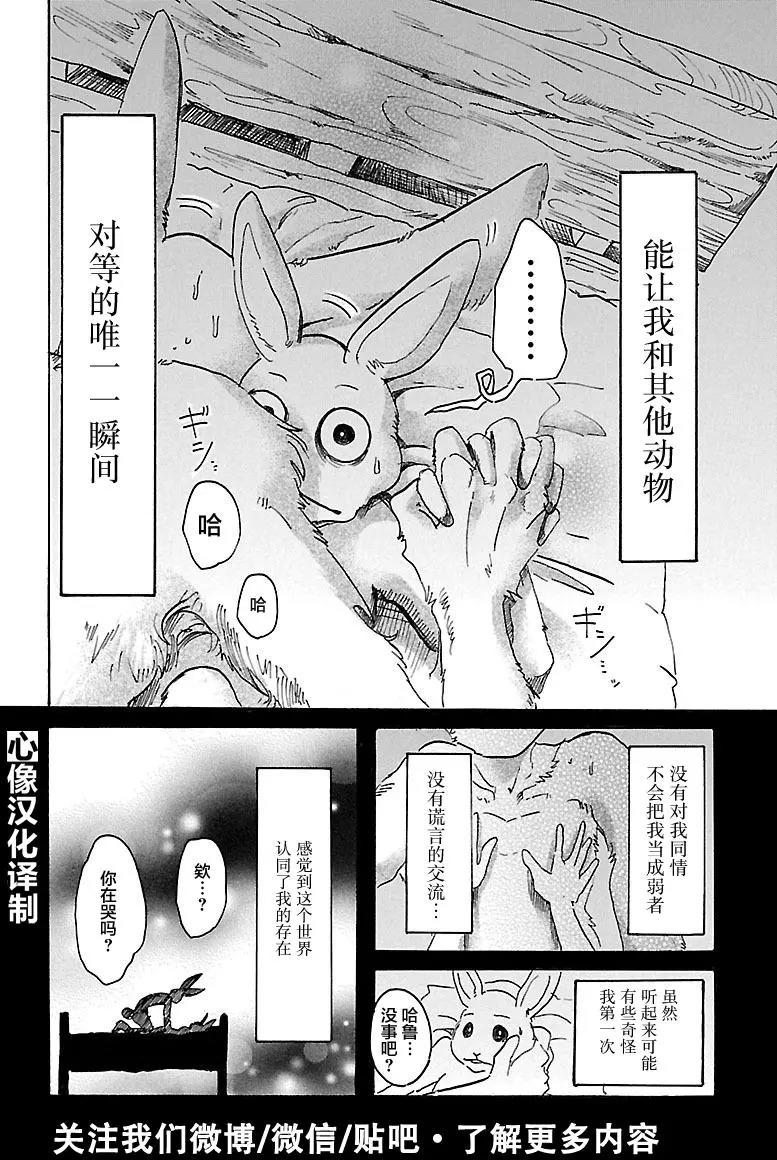 能让我和其他动物
对等的唯一一瞬间
………
ギシッ
ギシ
哈
哈
没有对我同情
不会把我当成弱者
没有谎言的交流…
虽然
听起来可能
有些奇怪
我第一次
哈鲁…
没事吧？
感觉到这个世界
认同了我的存在
欸…？
你在哭吗？
心像汉化译制
关注我们微博/微信/贴吧·了解更多内容